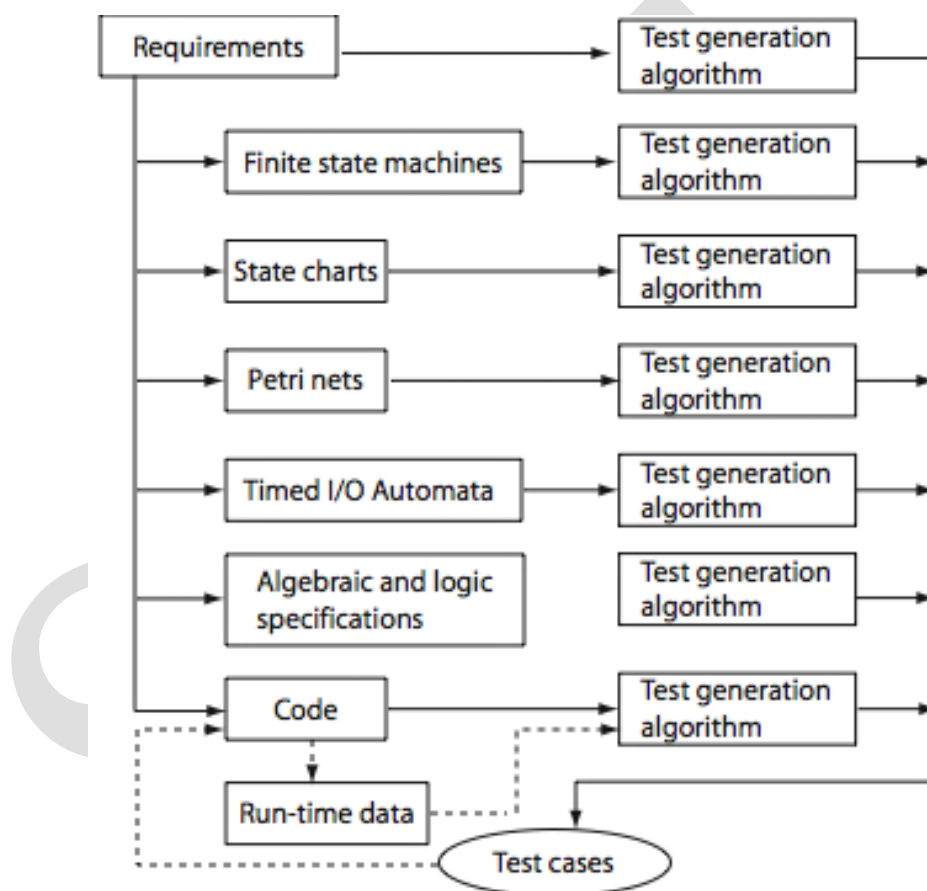 Requirements
Test generation
algorithm
Finite state machines
Test generation
algorithm
State charts
Test generation
algorithm
Petri nets
Test generation
algorithm
Timed I/O Automata
Test generation
algorithm
Algebraic and logic
specifications
Test generation
algorithm
Code
Test generation
algorithm
Run-time data
Test cases